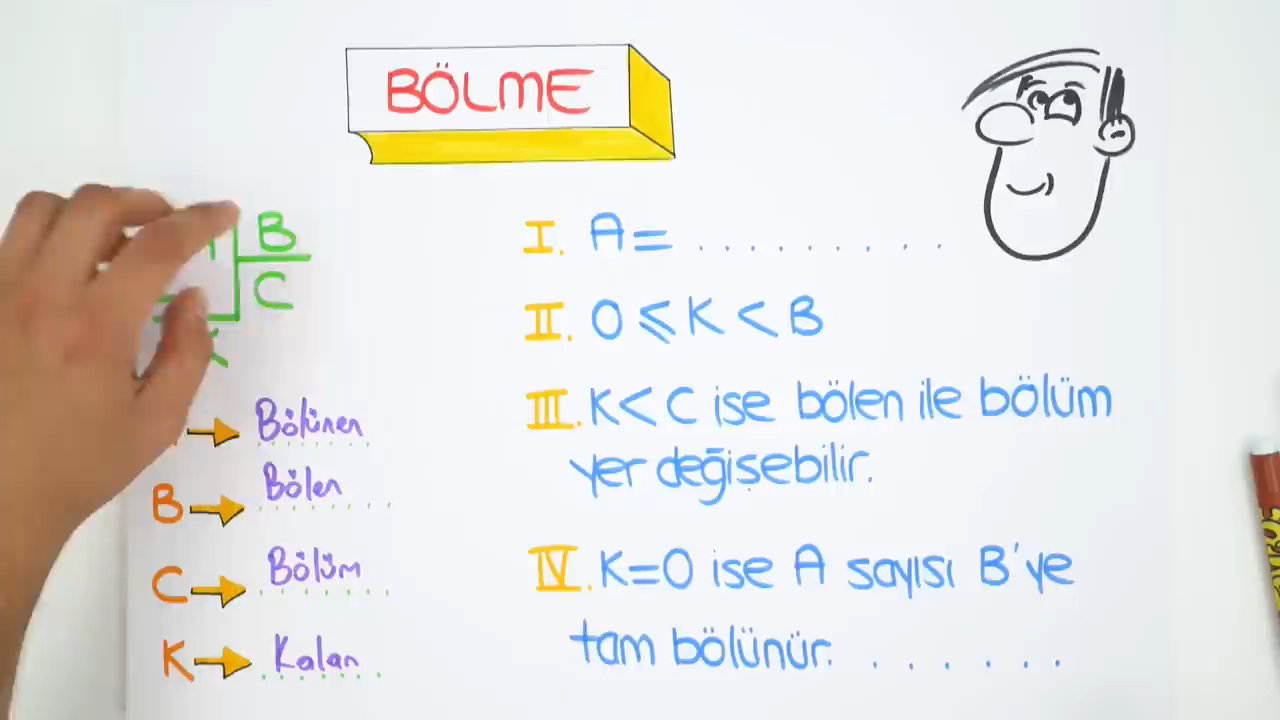 BÖLME
B
C
K
Bölünen
B → Bölen
C → Bölüm
K → Kalan
I. A = . . . . . . . . . .
II. 0 ⩽ K < B
III. K < C ise bölen ile bölüm
yer değişebilir.
IV. K=0 ise A sayısı B'ye
tam bölünür. . . . . . .